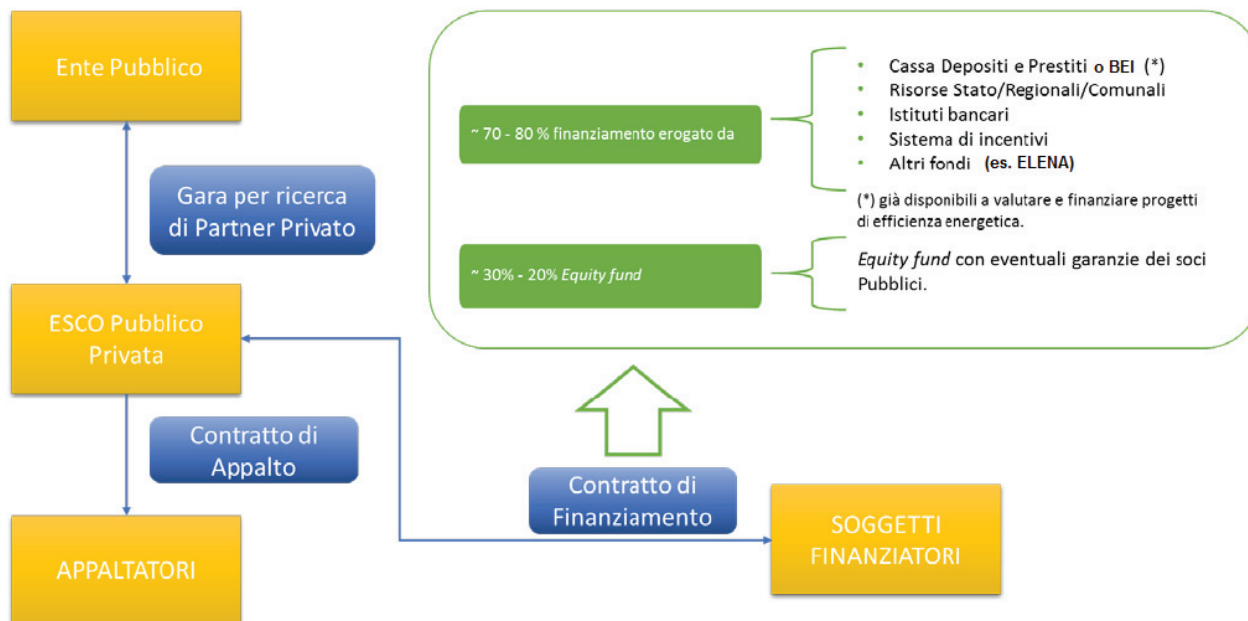 Ente Pubblico
Gara per ricerca
di Partner Privato
ESCO Pubblico
Privata
Contratto di
Appalto
APPALTATORI
~ 70 - 80 % finanziamento erogato da
• Cassa Depositi e Prestiti o BEI (*)
• Risorse Stato/Regionali/Comunali
• Istituti bancari
• Sistema di incentivi
• Altri fondi (es. ELENA)
(*) già disponibili a valutare e finanziare progetti
di efficienza energetica.
~ 30% - 20% Equity fund
Equity fund con eventuali garanzie dei soci
Pubblici.
Contratto di
Finanziamento
SOGGETTI
FINANZIATORI